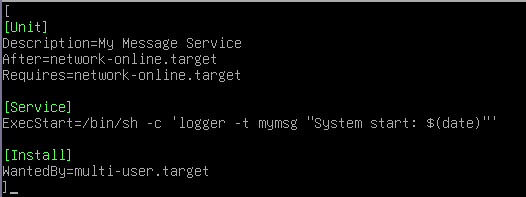 [
[Unit]
Description=My Message Service
After=network-online.target
Requires=network-online.target
[Service]
ExecStart=/bin/sh -c 'logger -t mymsg "System start: $(date)"'
[Install]
WantedBy=multi-user.target
]_